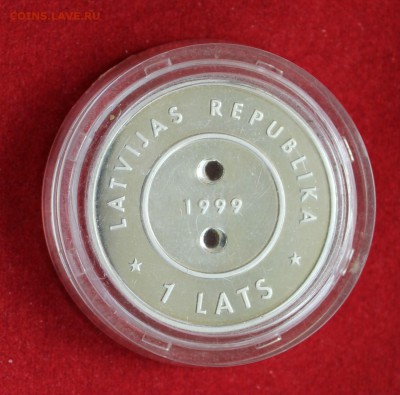 COINS.LAVE.RU
LATVIJAS REPUBLIKA
1999
* 1 LATS *